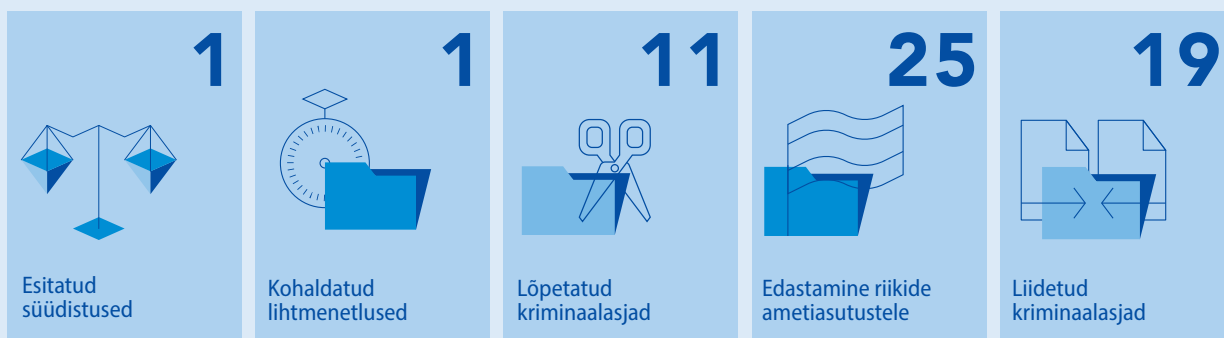 1
Esitatud
süüdistused
1
Kohaldatud
lihtmenetlused
11
Lõpetatud
kriminaalasjad
25
Edastamine riikide
ametiasutustele
19
Liidetud
kriminaalasjad